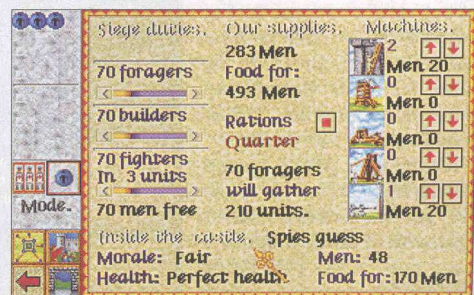 Siege duties.
70 foragers
70 builders
70 fighters
In 3 units
70 men free
Our supplies.
283 Men
Food for:
493 Men
Rations
Quarter
70 foragers
will gather
210 units.
Machines.
2
Men 20
0
Men 0
0
Men 0
0
Men 0
1
Men 20
Mode.
Inside the castle. Spies guess
Morale: Fair Men: 48
Health: Perfect health Food for: 170 Men